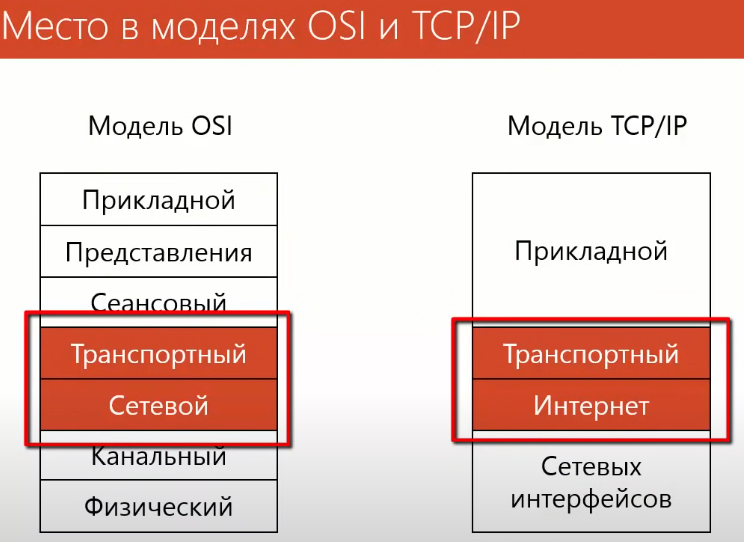 Место в моделях OSI и TCP/IP
Модель OSI
Прикладной
Представления
Сеансовый
Транспортный
Сетевой
Канальный
Физический
Модель TCP/IP
Прикладной
Транспортный
Интернет
Сетевых
интерфейсов